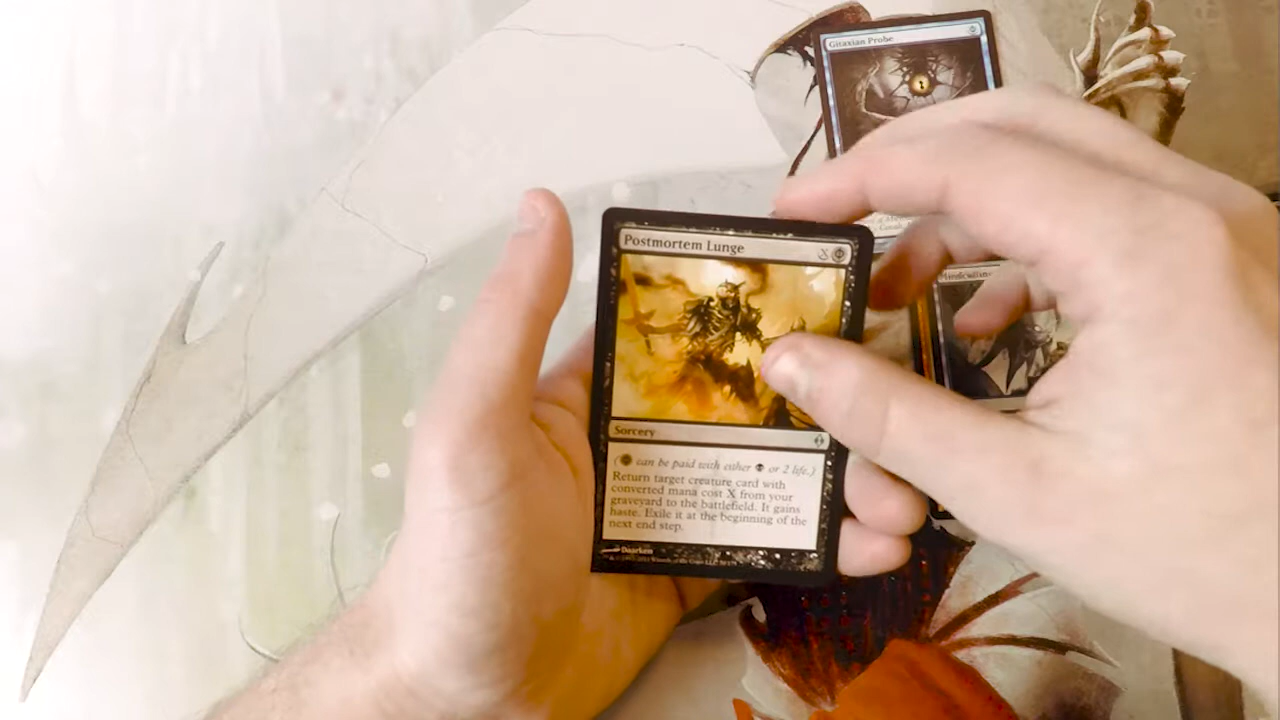 Gitaxian Probe
Postmortem Lunge
X
Sorcery
( can be paid with either or 2 life.)
Return target creature card with
converted mana cost X from your
graveyard to the battlefield. It gains
haste. Exile it at the beginning of the
next end step.
Daarken